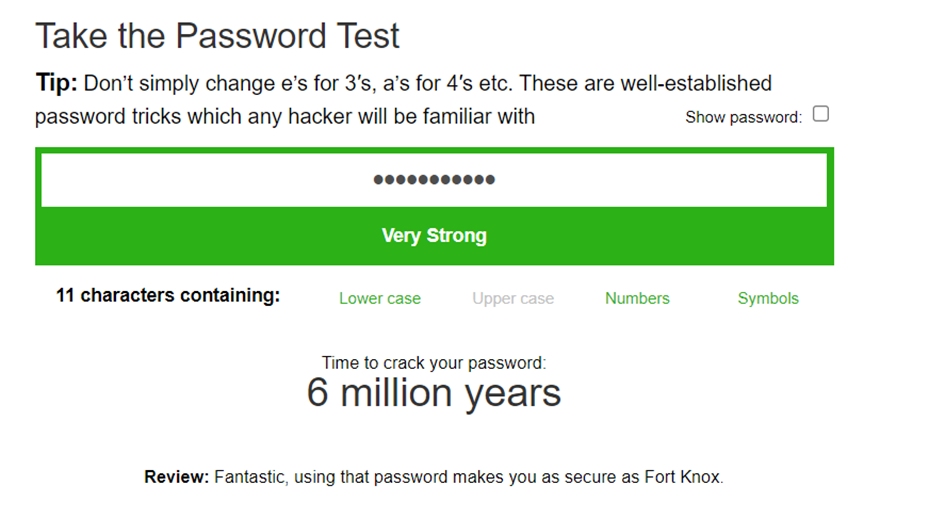 Take the Password Test
Tip: Don’t simply change e’s for 3′s, a’s for 4′s etc. These are well-established
password tricks which any hacker will be familiar with
Show password:
•••••••••••
Very Strong
11 characters containing:
Lower case
Upper case
Numbers
Symbols
Time to crack your password:
6 million years
Review: Fantastic, using that password makes you as secure as Fort Knox.